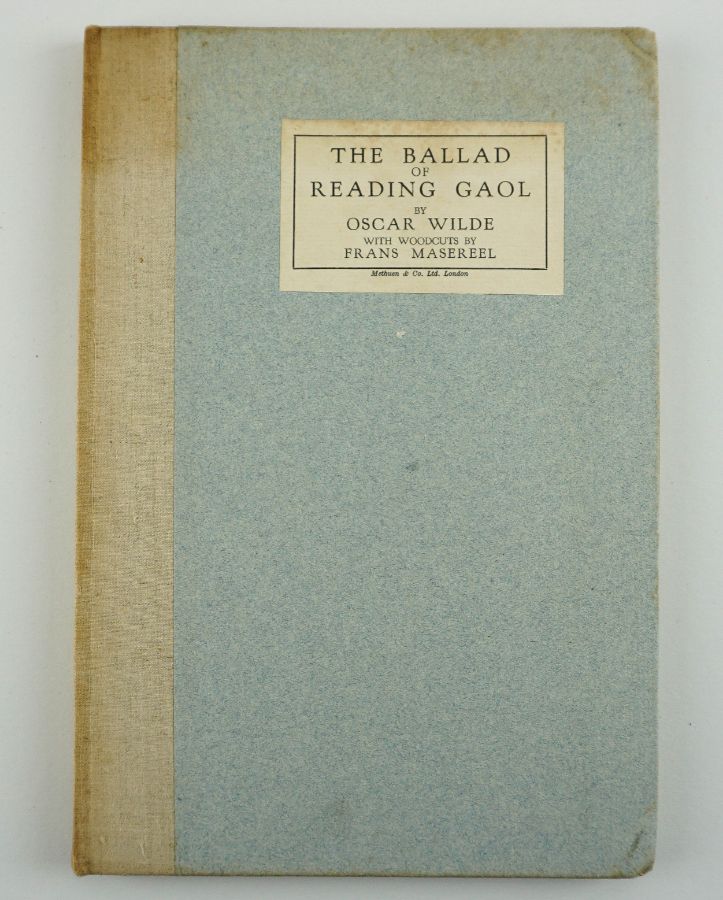 THE BALLAD
OF
READING GAOL
BY
OSCAR WILDE
WITH WOODCUTS BY
FRANS MASEREEL
Methuen & Co. Ltd. London